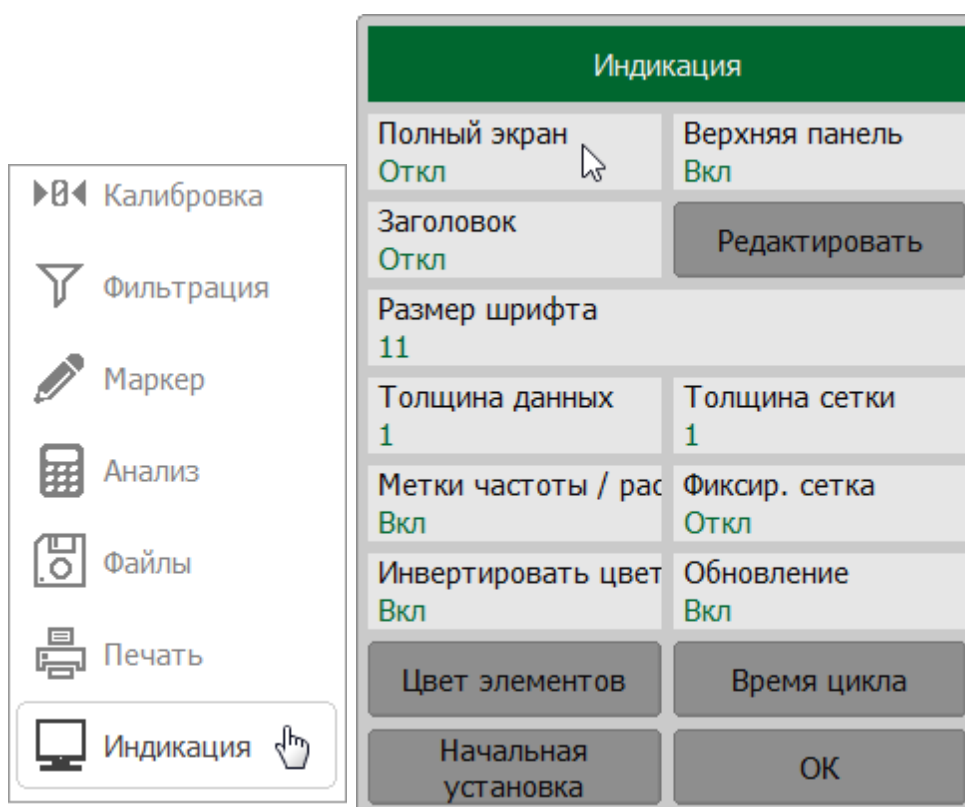 Калибровка
Фильтрация
Маркер
Анализ
Файлы
Печать
Индикация
Индикация
Полный экран
Откл
Верхняя панель
Вкл
Заголовок
Откл
Редактировать
Размер шрифта
11
Толщина данных
1
Толщина сетки
1
Метки частоты / рас
Вкл
Фиксир. сетка
Откл
Инвертировать цвет
Вкл
Обновление
Вкл
Цвет элементов
Время цикла
Начальная
установка
ОК